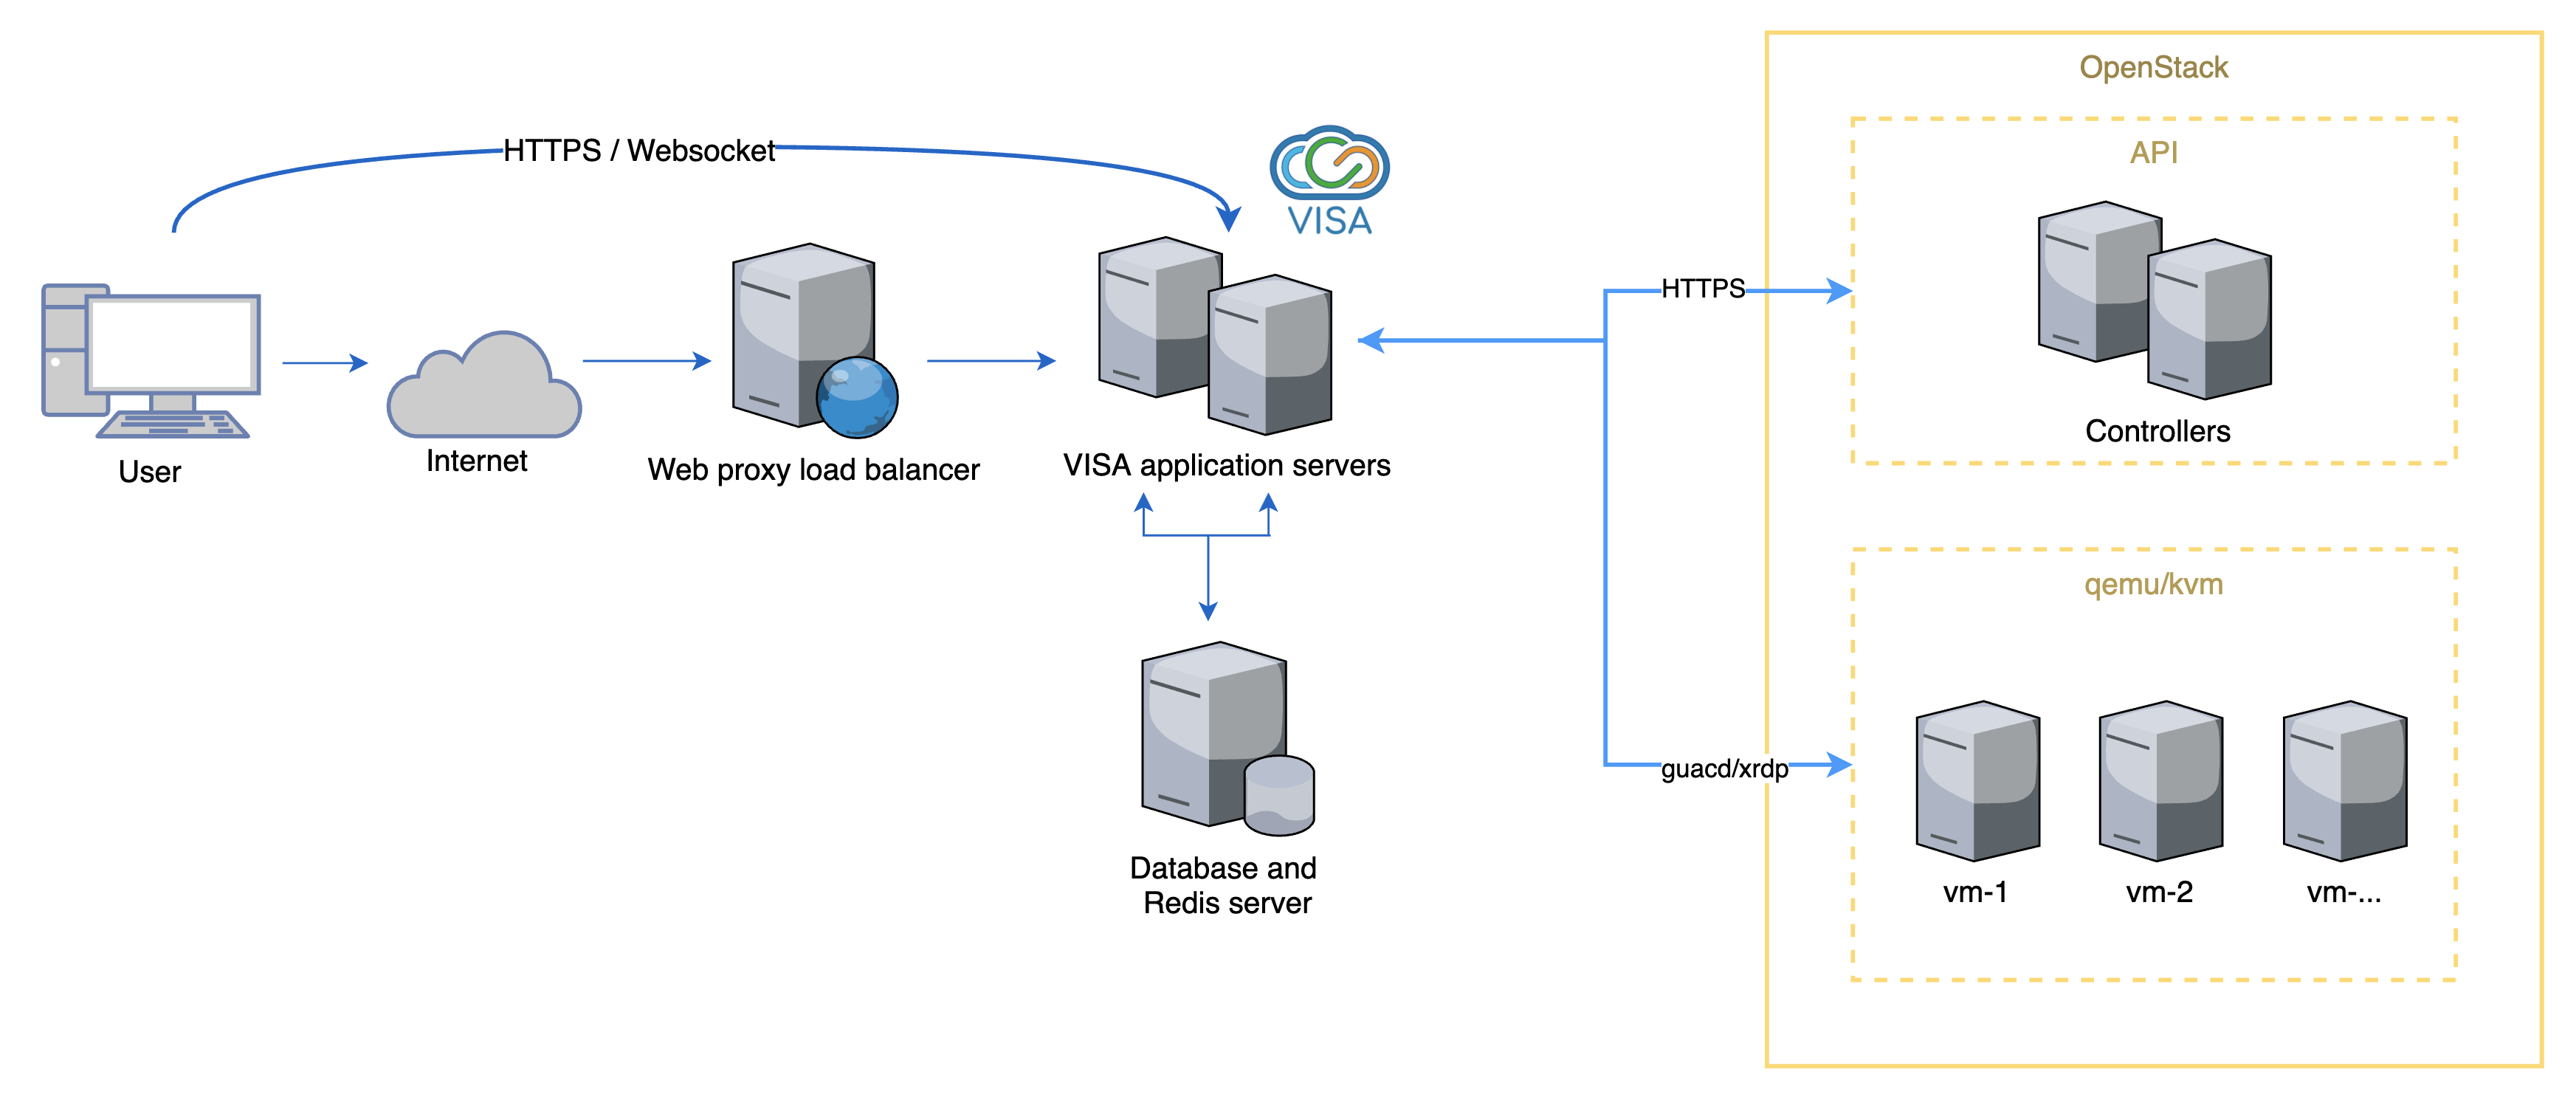 OpenStack
API
HTTPS / Websocket
VISA
HTTPS
Controllers
User
Internet
Web proxy load balancer
VISA application servers
qemu/kvm
guacd/xrdp
Database and
Redis server
vm-1
vm-2
vm-...